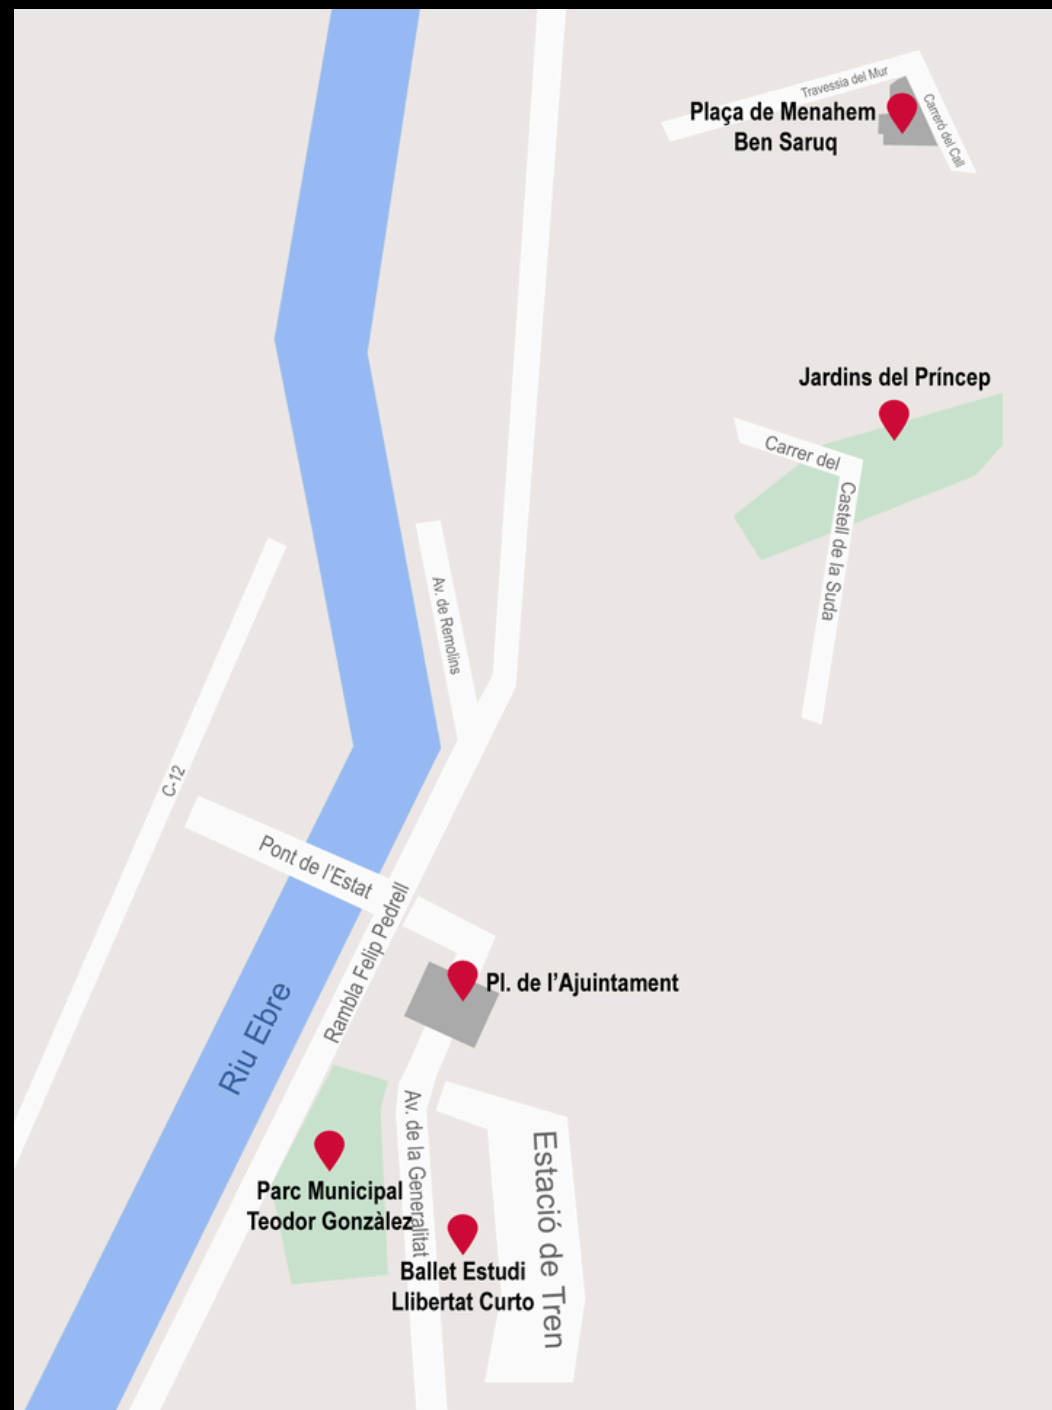 Travessia del Mur
Carreró del Call
Plaça de Menahem
Ben Saruq
Jardins del Príncep
Carrer del
Castell de la Suda
Av. de Remolins
C-12
Pont de l’Estat
Rambla Felip Pedrell
Pl. de l’Ajuintament
Riu Ebre
Av. de la Generalitat
Estació de Tren
Parc Municipal
Teodor Gonzàlez
Ballet Estudi
Llibertat Curto